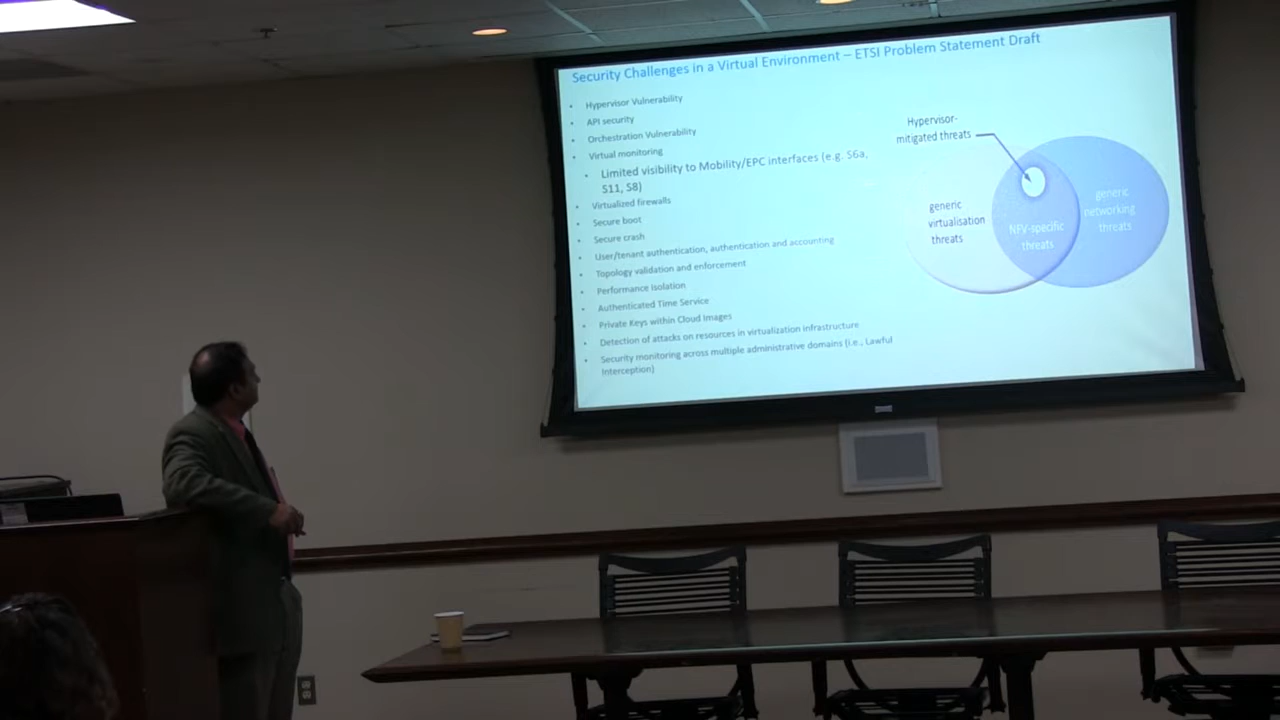 Security Challenges in a Virtual Environment – ETSI Problem Statement Draft
Hypervisor Vulnerability
API security
Orchestration Vulnerability
Virtual monitoring
Limited visibility to Mobility/EPC interfaces (e.g. S6a,
S11, S8)
Virtualized firewalls
Secure boot
Secure crash
User/tenant authentication, authentication and accounting
Topology validation and enforcement
Performance Isolation
Authenticated Time Service
Private Keys within Cloud Images
Detection of attacks on resources in virtualization infrastructure
Security monitoring across multiple administrative domains (i.e., Lawful
Interception)
Hypervisor-
mitigated threats
generic
virtualisation
threats
NFV-specific
threats
generic
networking
threats